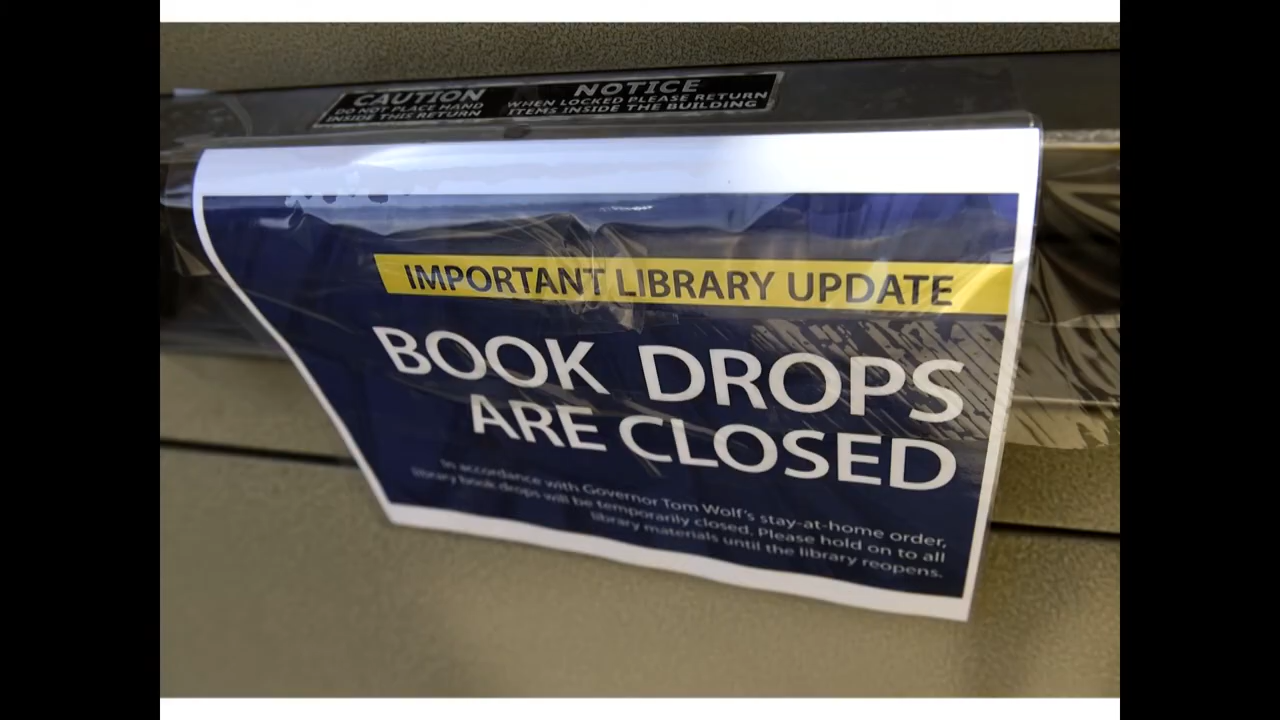 CAUTION
DO NOT PLACE HAND
INSIDE THIS RETURN
NOTICE
WHEN LOCKED PLEASE RETURN
ITEMS INSIDE THE BUILDING
IMPORTANT LIBRARY UPDATE
BOOK DROPS
ARE CLOSED
In accordance with Governor Tom Wolf's stay-at-home order,
library book drops will be temporarily closed. Please hold on to all
library materials until the library reopens.